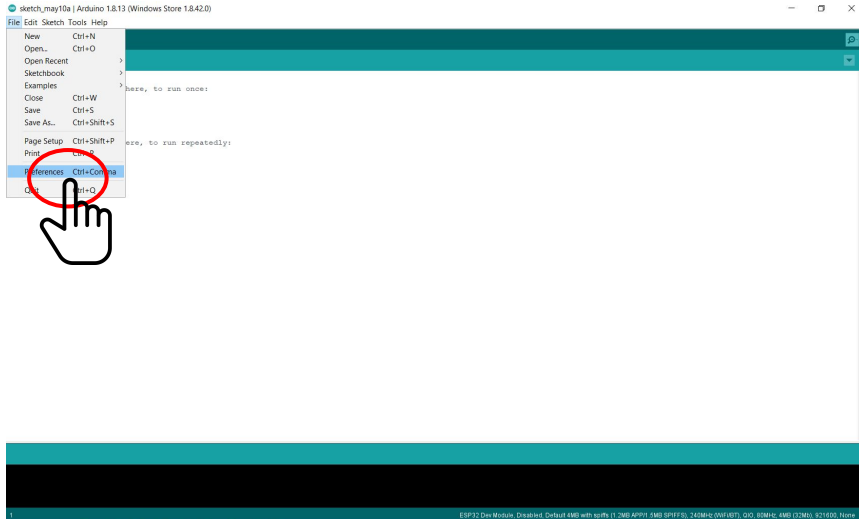 sketch_may10a | Arduino 1.8.13 (Windows Store 1.8.42.0)
File Edit Sketch Tools Help
New Ctrl+N
Open... Ctrl+O
Open Recent
Sketchbook
Examples
Close Ctrl+W
Save Ctrl+S
Save As... Ctrl+Shift+S
Page Setup Ctrl+Shift+P
Print
Preferences Ctrl+Comma
Ctrl+Q
here, to run once:
ere, to run repeatedly:
1
ESP32 Dev Module, Disabled, Default 4MB with spiffs (1.2MB APP/1.5MB SPIFFS), 240MHz (WiFi/BT), QIO, 80MHz, 4MB (32Mb), 921600, None